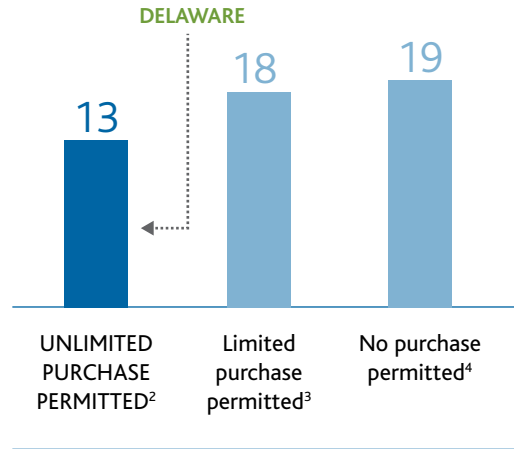 DELAWARE
13
18
19
UNLIMITED
PURCHASE
PERMITTED²
Limited
purchase
permitted³
No purchase
permitted⁴